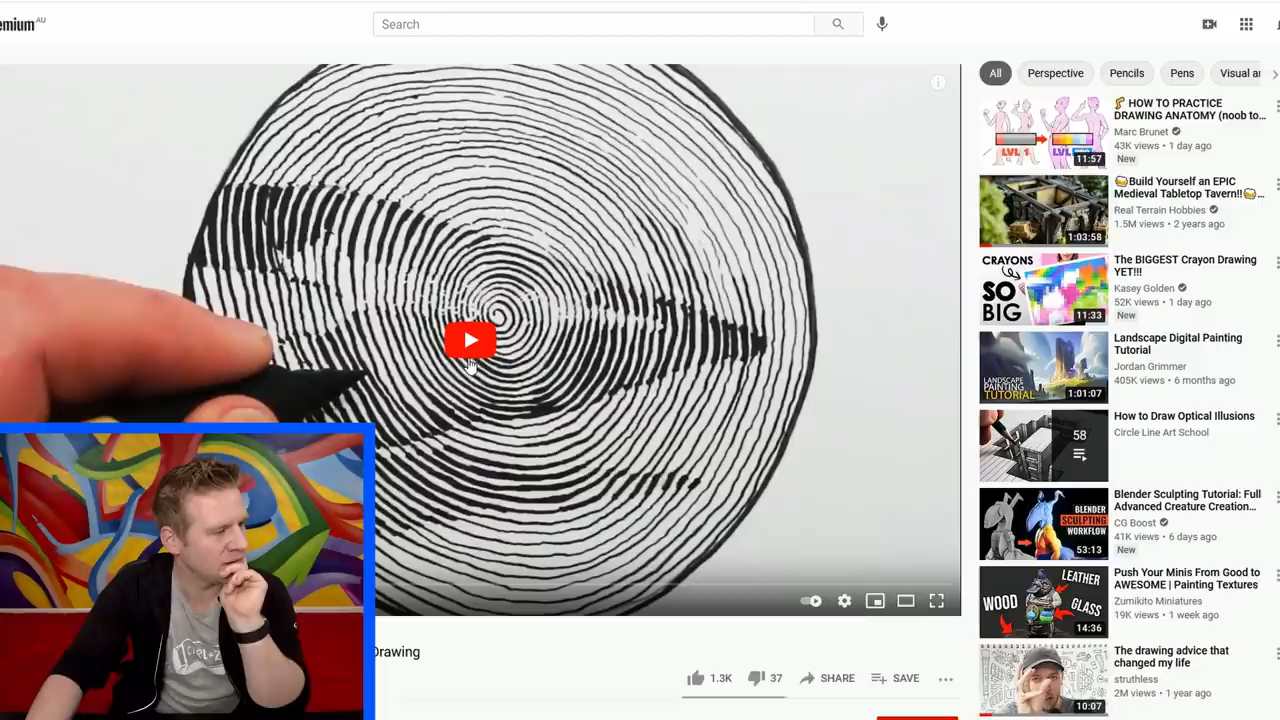 emium AU
Search
All
Perspective
Pencils
Pens
Visual ar
HOW TO PRACTICE
DRAWING ANATOMY (noob to...
Marc Brunet
43K views • 1 day ago
New
LVL 1
LVL
11:57
Build Yourself an EPIC
Medieval Tabletop Tavern!!
...
Real Terrain Hobbies
1.5M views • 2 years ago
1:03:58
CRAYONS
SO
BIG
11:33
The BIGGEST Crayon Drawing
YET!!!
Kasey Golden
52K views • 1 day ago
New
Landscape Digital Painting
Tutorial
Jordan Grimmer
405K views • 6 months ago
LANDSCAPE
PAINTING
TUTORIAL
1:01:07
How to Draw Optical Illusions
Circle Line Art School
58
Blender Sculpting Tutorial: Full
Advanced Creature Creation...
CG Boost
41K views • 6 days ago
New
BLENDER
SCULPTING
WORKFLOW
53:13
Push Your Minis From Good to
AWESOME | Painting Textures
Zumikito Miniatures
19K views • 1 week ago
LEATHER
WOOD
GLASS
14:36
The drawing advice that
changed my life
struthless
2M views • 1 year ago
10:07
Drawing
1.3K
37
SHARE
SAVE
CTRL+Z